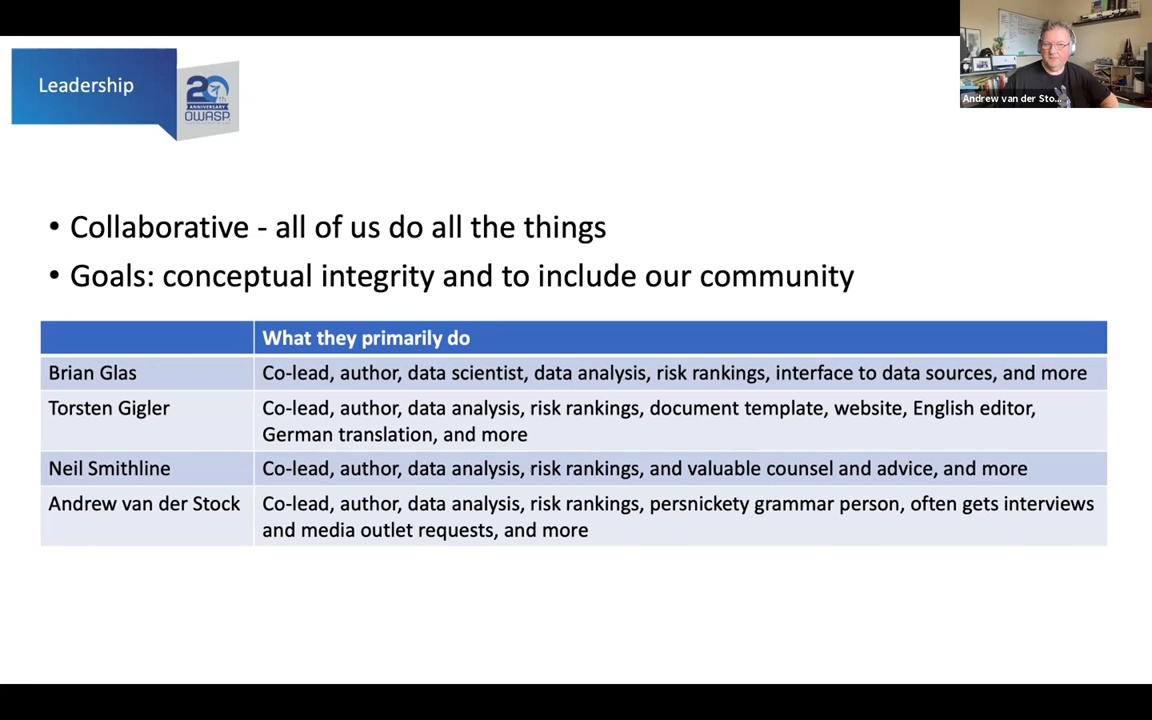 Leadership
20th
ANNIVERSARY
OWASP
Andrew van der Sto...
• Collaborative - all of us do all the things
• Goals: conceptual integrity and to include our community
What they primarily do
Brian Glas
Co-lead, author, data scientist, data analysis, risk rankings, interface to data sources, and more
Torsten Gigler
Co-lead, author, data analysis, risk rankings, document template, website, English editor,
German translation, and more
Neil Smithline
Co-lead, author, data analysis, risk rankings, and valuable counsel and advice, and more
Andrew van der Stock
Co-lead, author, data analysis, risk rankings, persnickety grammar person, often gets interviews
and media outlet requests, and more